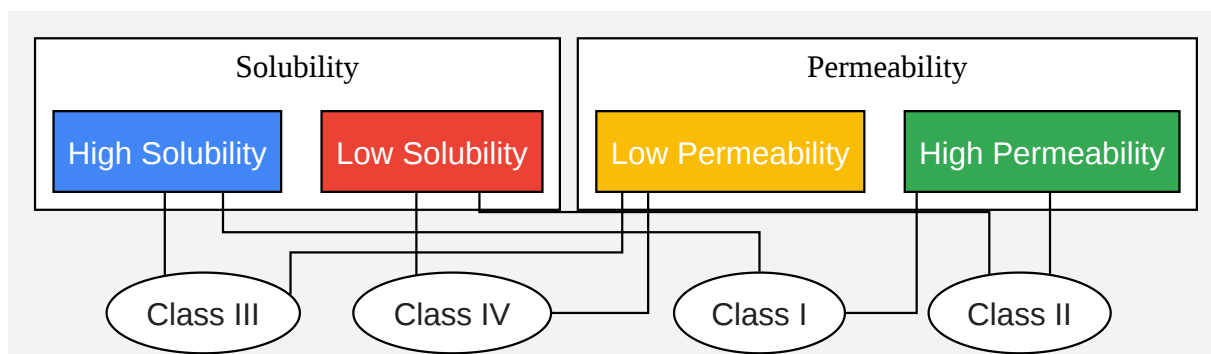 Solubility
Permeability
High Solubility
Low Solubility
Low Permeability
High Permeability
Class III
Class IV
Class I
Class II